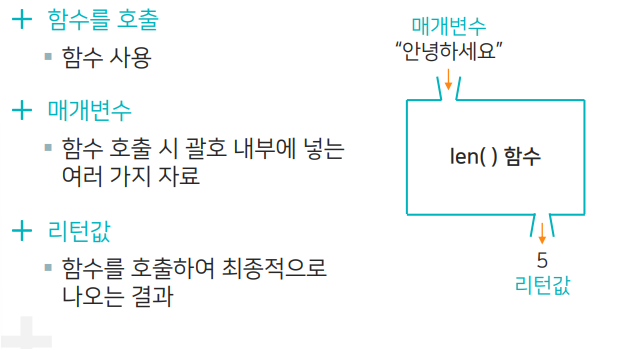 함수를 호출
함수 사용
매개변수
함수 호출 시 괄호 내부에 넣는
여러 가지 자료
리턴값
함수를 호출하여 최종적으로
나오는 결과
매개변수
“안녕하세요”
len( ) 함수
5
리턴값